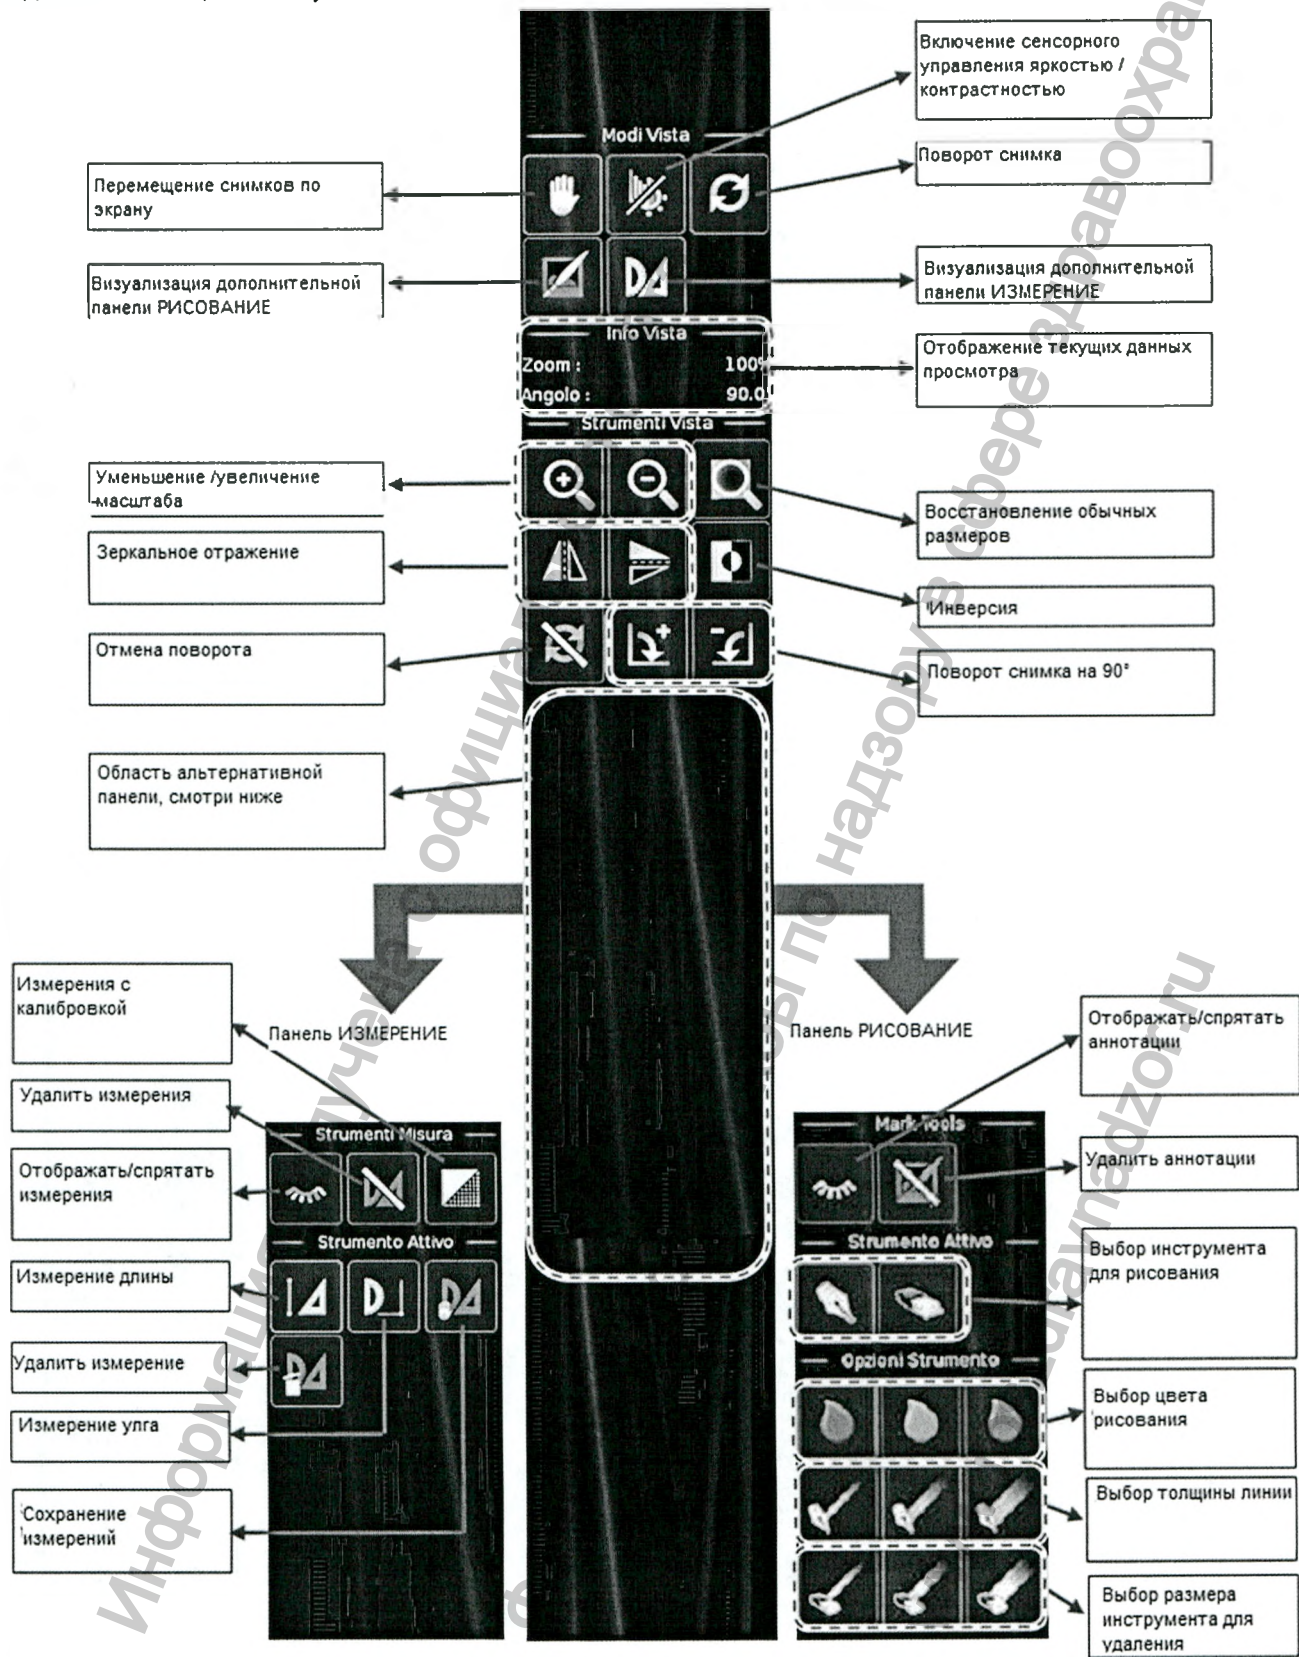 Включение сенсорного
управления яркостью /
контрастностью
Modi Vista
Поворот снимка
Перемещение снимков по
экрану
Визуализация дополнительной
панели РИСОВАНИЕ
Визуализация дополнительной
панели ИЗМЕРЕНИЕ
Info Vista
Zoom : 100%
Angolo : 90.0
Отображение текущих данных
просмотра
Strumenti Vista
Уменьшение /увеличение
масштаба
Восстановление обычных
размеров
Зеркальное отражение
Инверсия
Отмена поворота
Поворот снимка на 90°
Область альтернативной
панели, смотри ниже
Панель ИЗМЕРЕНИЕ
Панель РИСОВАНИЕ
Измерения с
калибровкой
Удалить измерения
Отображать/спрятать
измерения
Измерение длины
Удалить измерение
Измерение улга
Сохранение
измерений
Strumenti Misura
Strumento Attivo
Mark Tools
Strumento Attivo
Opzioni Strumento
Отображать/спрятать
аннотации
Удалить аннотации
Выбор инструмента
для рисования
Выбор цвета
рисования
Выбор толщины линии
Выбор размера
инструмента для
удаления